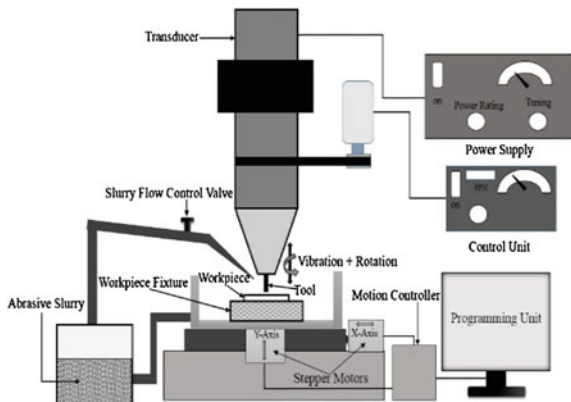 Transducer
on
Power Rating
Tuning
Power Supply
Slurry Flow Control Valve
on
RPM
Control Unit
Vibration + Rotation
Workpiece
Tool
Workpiece Fixture
Motion Controller
Abrasive Slurry
Programming Unit
Y-Axis
X-Axis
Stepper Motors